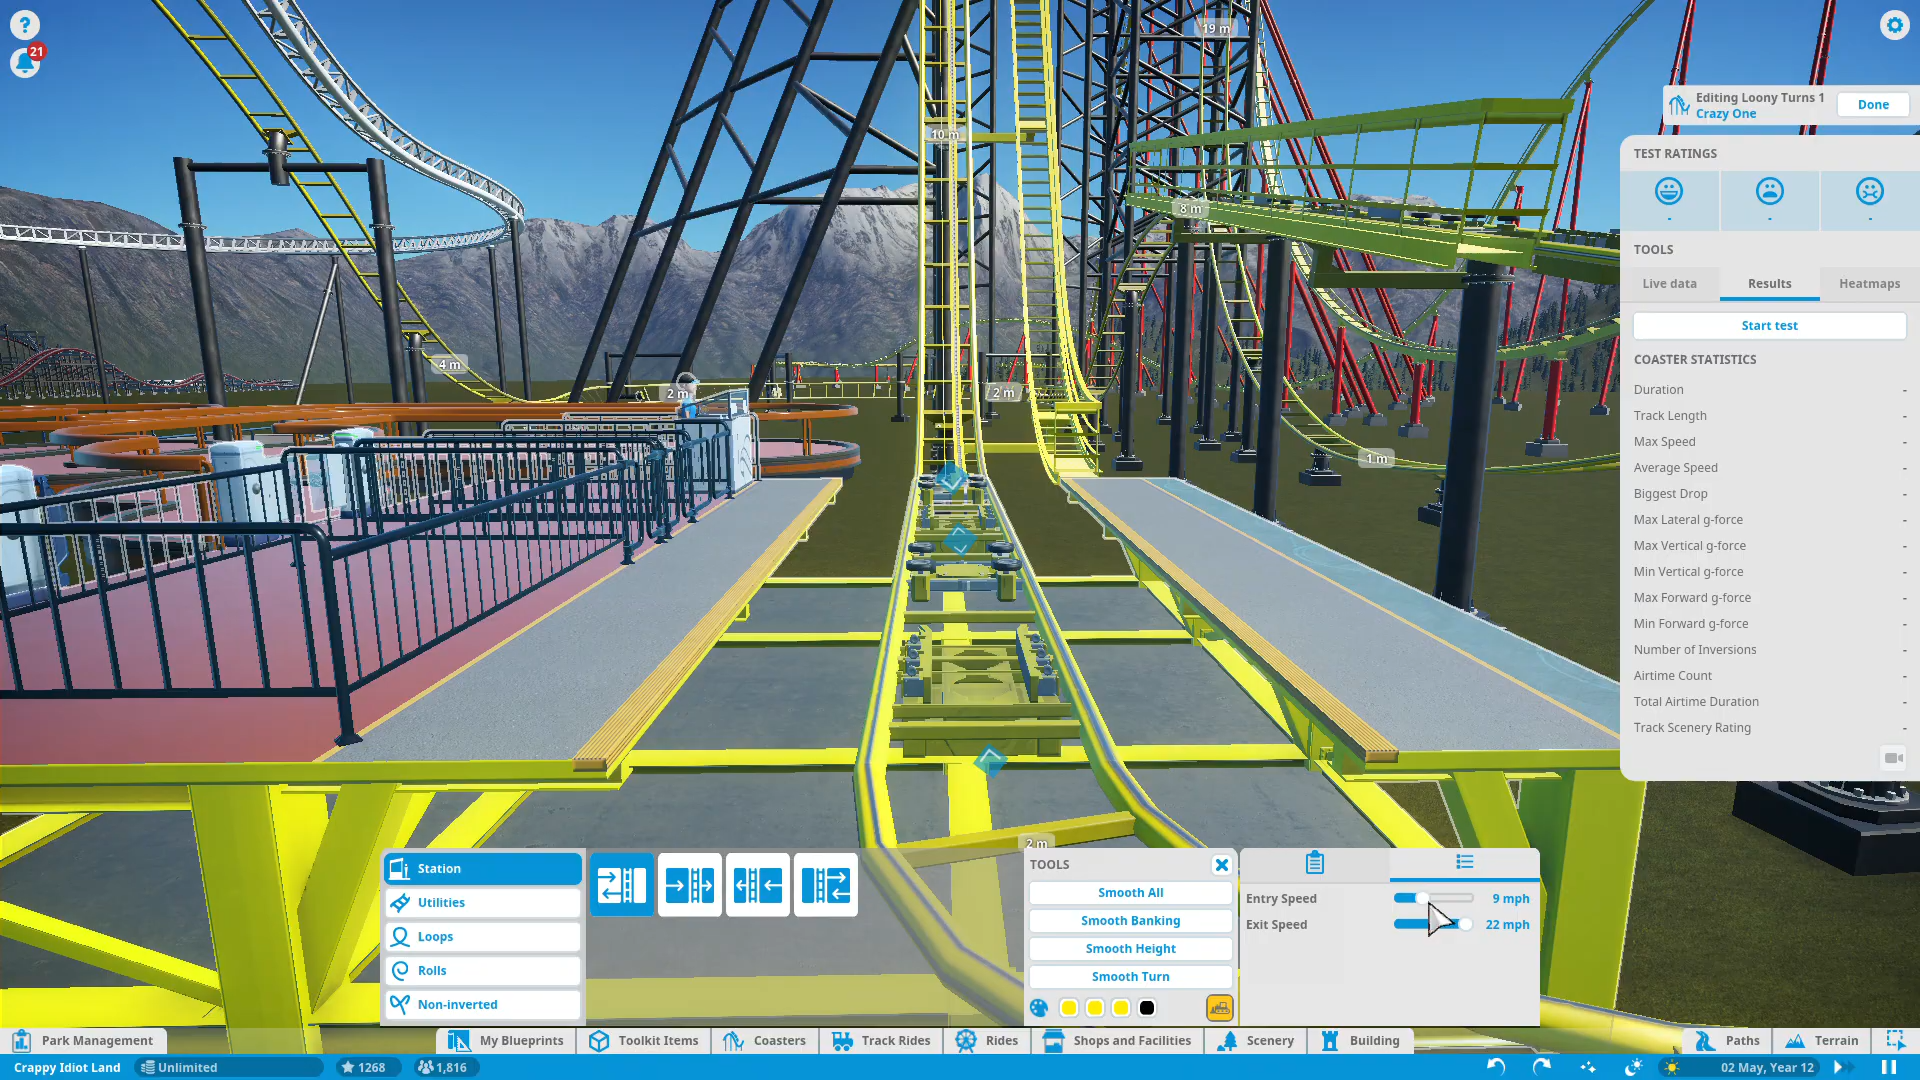 ?
21
19 m
10 m
8 m
4 m
2 m
2 m
1 m
2 m
Editing Loony Turns 1
Crazy One
Done
TEST RATINGS
-
-
-
TOOLS
Live data
Results
Heatmaps
Start test
COASTER STATISTICS
Duration -
Track Length -
Max Speed -
Average Speed -
Biggest Drop -
Max Lateral g-force -
Max Vertical g-force -
Min Vertical g-force -
Max Forward g-force -
Min Forward g-force -
Number of Inversions -
Airtime Count -
Total Airtime Duration -
Track Scenery Rating -
Station
Utilities
Loops
Rolls
Non-inverted
TOOLS
Smooth All
Smooth Banking
Smooth Height
Smooth Turn
Entry Speed 9 mph
Exit Speed 22 mph
Park Management
My Blueprints
Toolkit Items
Coasters
Track Rides
Rides
Shops and Facilities
Scenery
Building
Paths
Terrain
Crappy Idiot Land
Unlimited
1268
1,816
02 May, Year 12